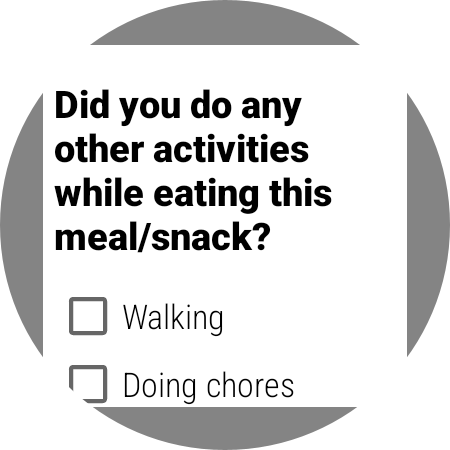 Did you do any
other activities
while eating this
meal/snack?
Walking
Doing chores